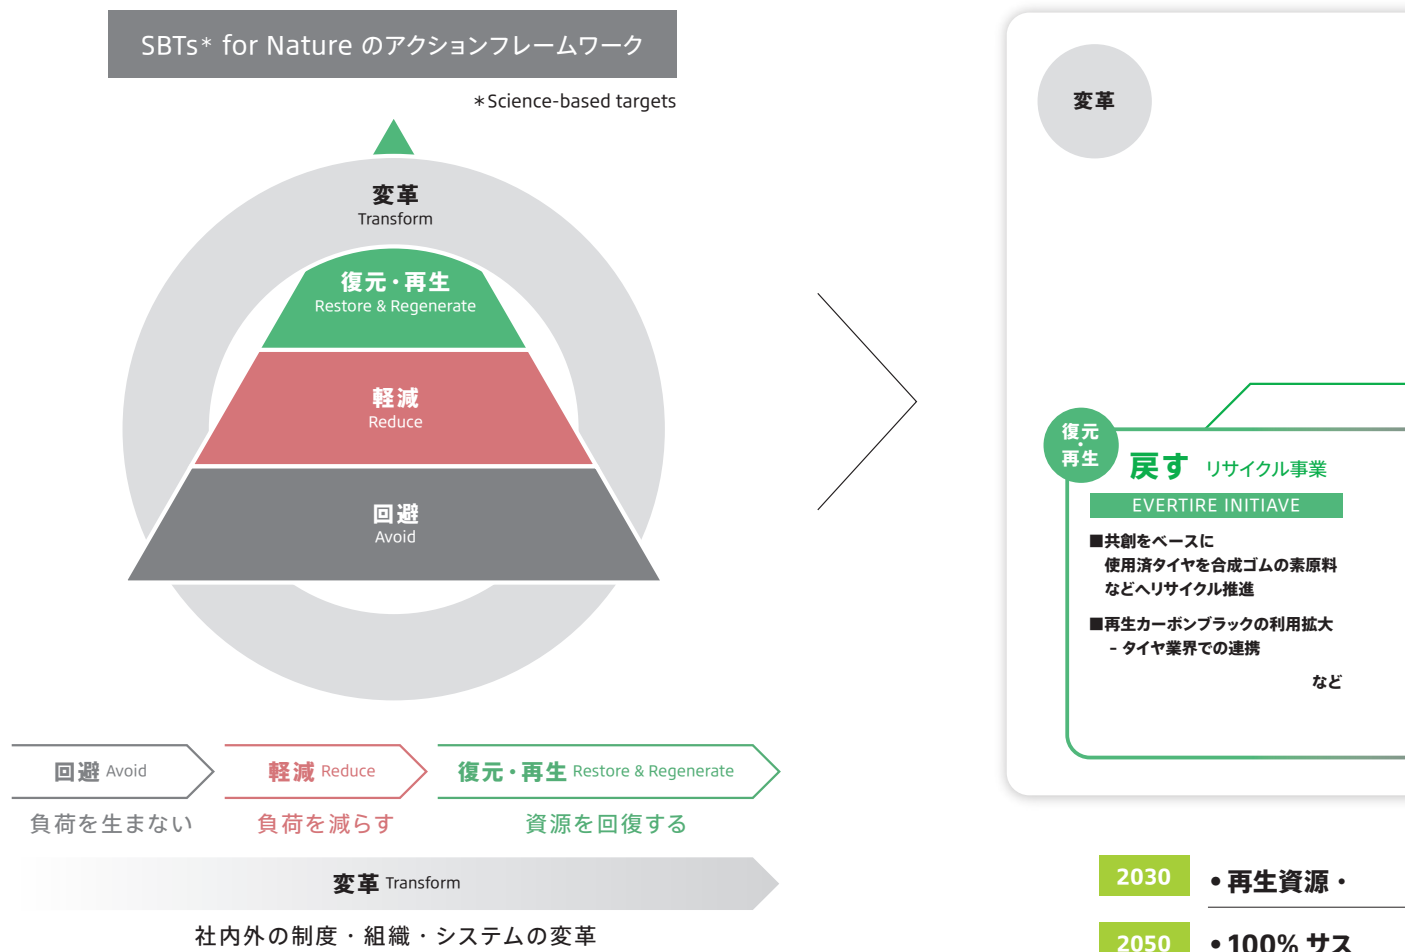 SBTs* for Nature のアクションフレームワーク
*Science-based targets
変革
Transform
復元・再生
Restore & Regenerate
軽減
Reduce
回避
Avoid
回避 Avoid
軽減 Reduce
復元・再生 Restore & Regenerate
負荷を生まない
負荷を減らす
資源を回復する
変革 Transform
社内外の制度・組織・システムの変革
変革
復元
・
再生
戻す リサイクル事業
EVERTIRE INITIAVE
■共創をベースに
使用済タイヤを合成ゴムの素原料
などへリサイクル推進
■再生カーボンブラックの利用拡大
– タイヤ業界での連携
など
2030 •再生資源・
2050 •100% サス